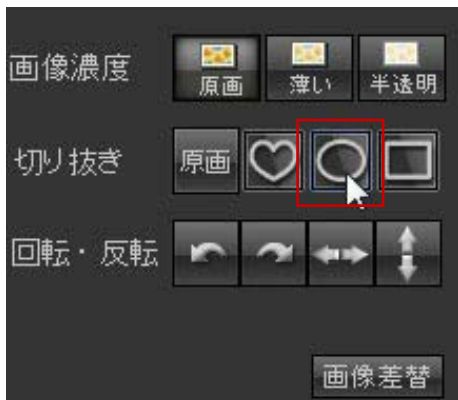 画像濃度
原画 薄い 半透明
切り抜き
原画
回転・反転
画像差替